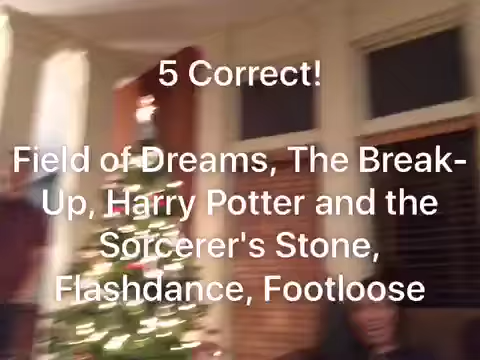 5 Correct!
Field of Dreams, The Break-
Up, Harry Potter and the
Sorcerer's Stone,
Flashdance, Footloose